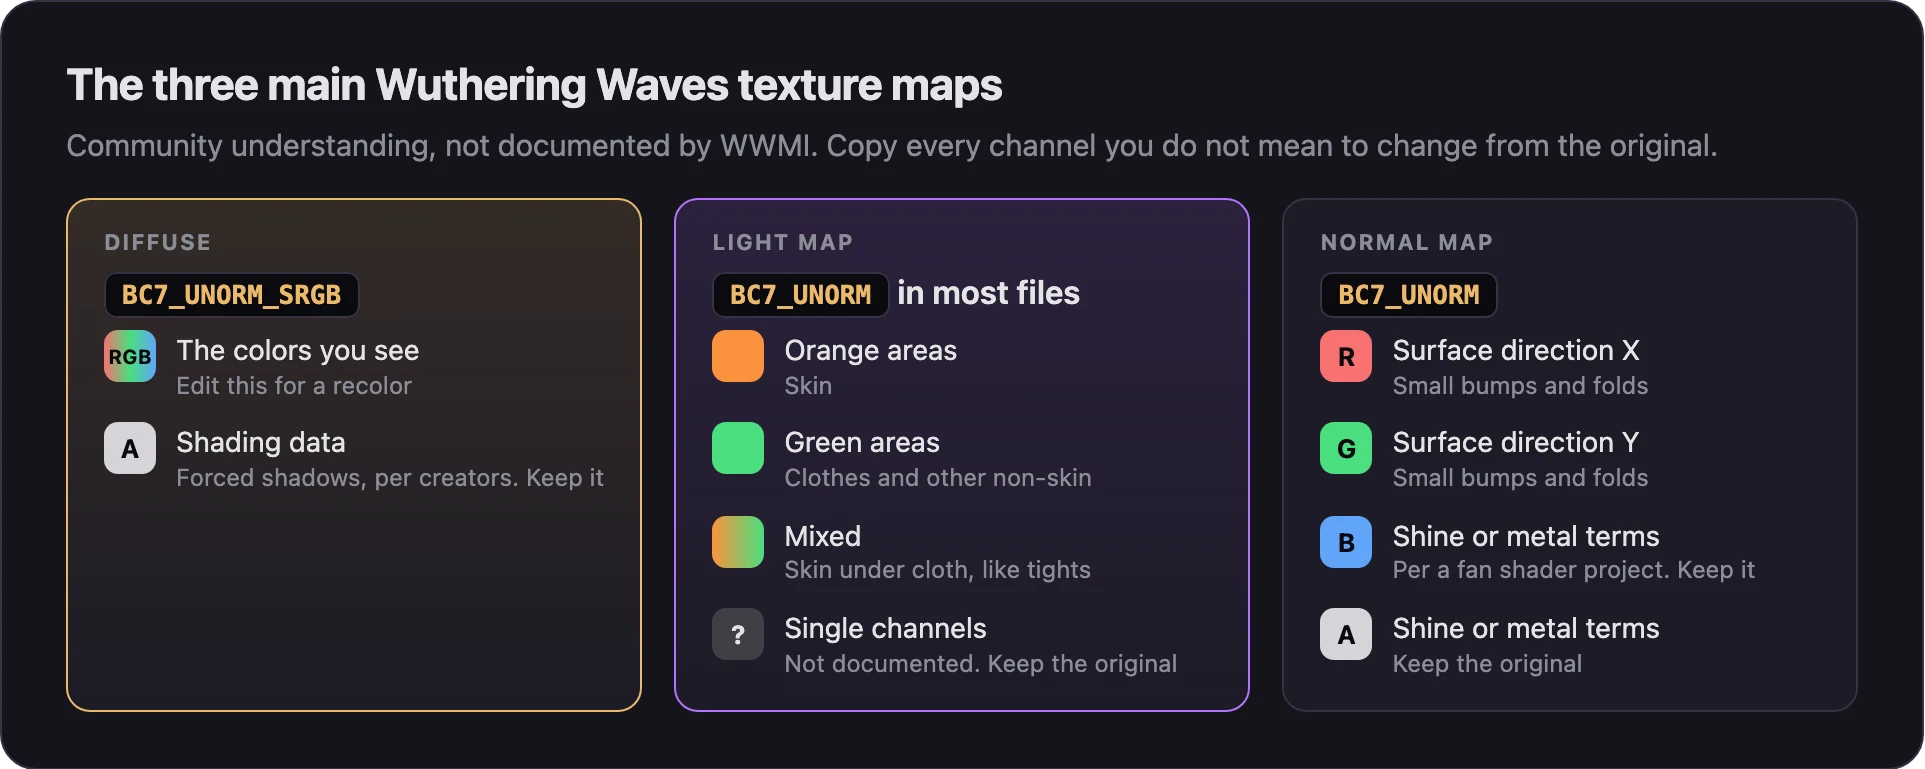 The three main Wuthering Waves texture maps
Community understanding, not documented by WWMI. Copy every channel you do not mean to change from the original.
DIFFUSE
BC7_UNORM_SRGB
RGB
The colors you see
Edit this for a recolor
A
Shading data
Forced shadows, per creators. Keep it
LIGHT MAP
BC7_UNORM in most files
Orange areas
Skin
Green areas
Clothes and other non-skin
Mixed
Skin under cloth, like tights
?
Single channels
Not documented. Keep the original
NORMAL MAP
BC7_UNORM
R
Surface direction X
Small bumps and folds
G
Surface direction Y
Small bumps and folds
B
Shine or metal terms
Per a fan shader project. Keep it
A
Shine or metal terms
Keep the original